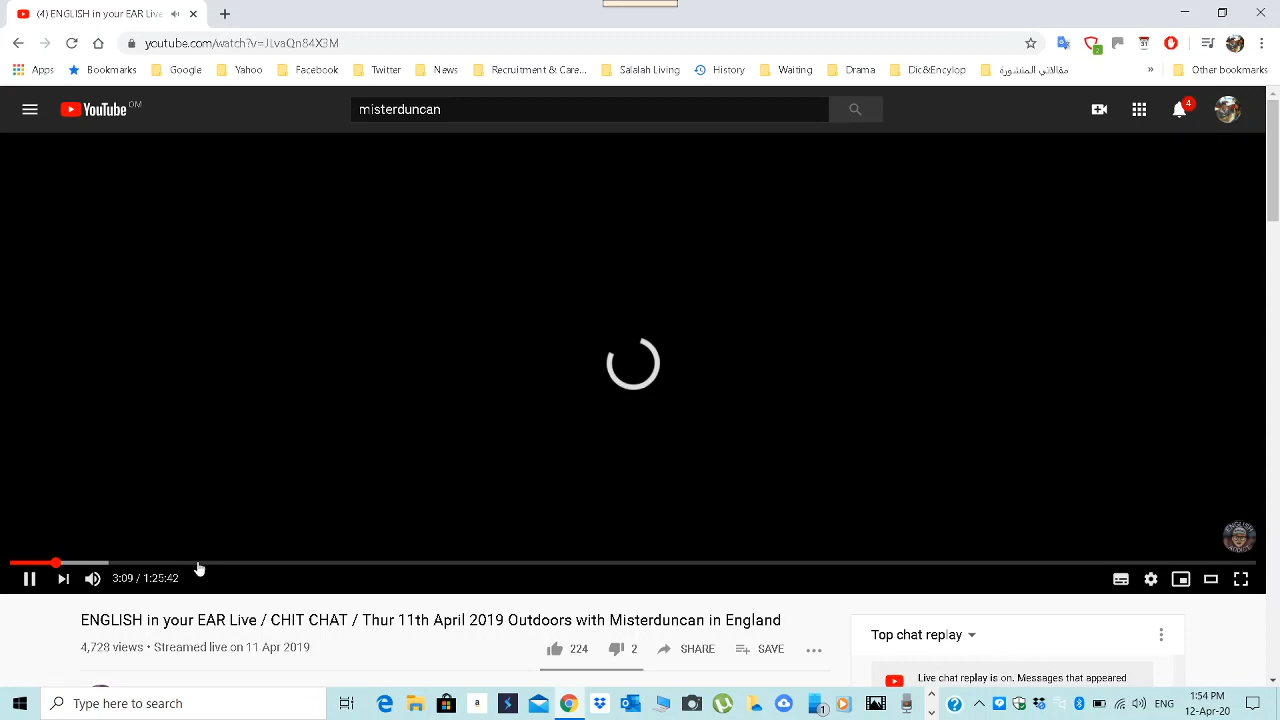 (4) ENGLISH in your EAR Live
youtube.com/watch?v=JLvaQn84X3M
2
31
Apps
Bookmarks
Google
Yahoo
Facebook
Twitter
News
Recruitment & Care...
Salalah Living
History
Waiting
Drama
Dic&Encylop
مقالاتي المنشورة
»
Other bookmarks
YouTube OM
misterduncan
4
3:09 / 1:25:42
ENGLISH in your EAR Live / CHIT CHAT / Thur 11th April 2019 Outdoors with Misterduncan in England
4,728 views • Streamed live on 11 Apr 2019
224
2
SHARE
SAVE
Top chat replay
Live chat replay is on. Messages that appeared
Type here to search
a
1
ENG
1:54 PM
12-Apr-20